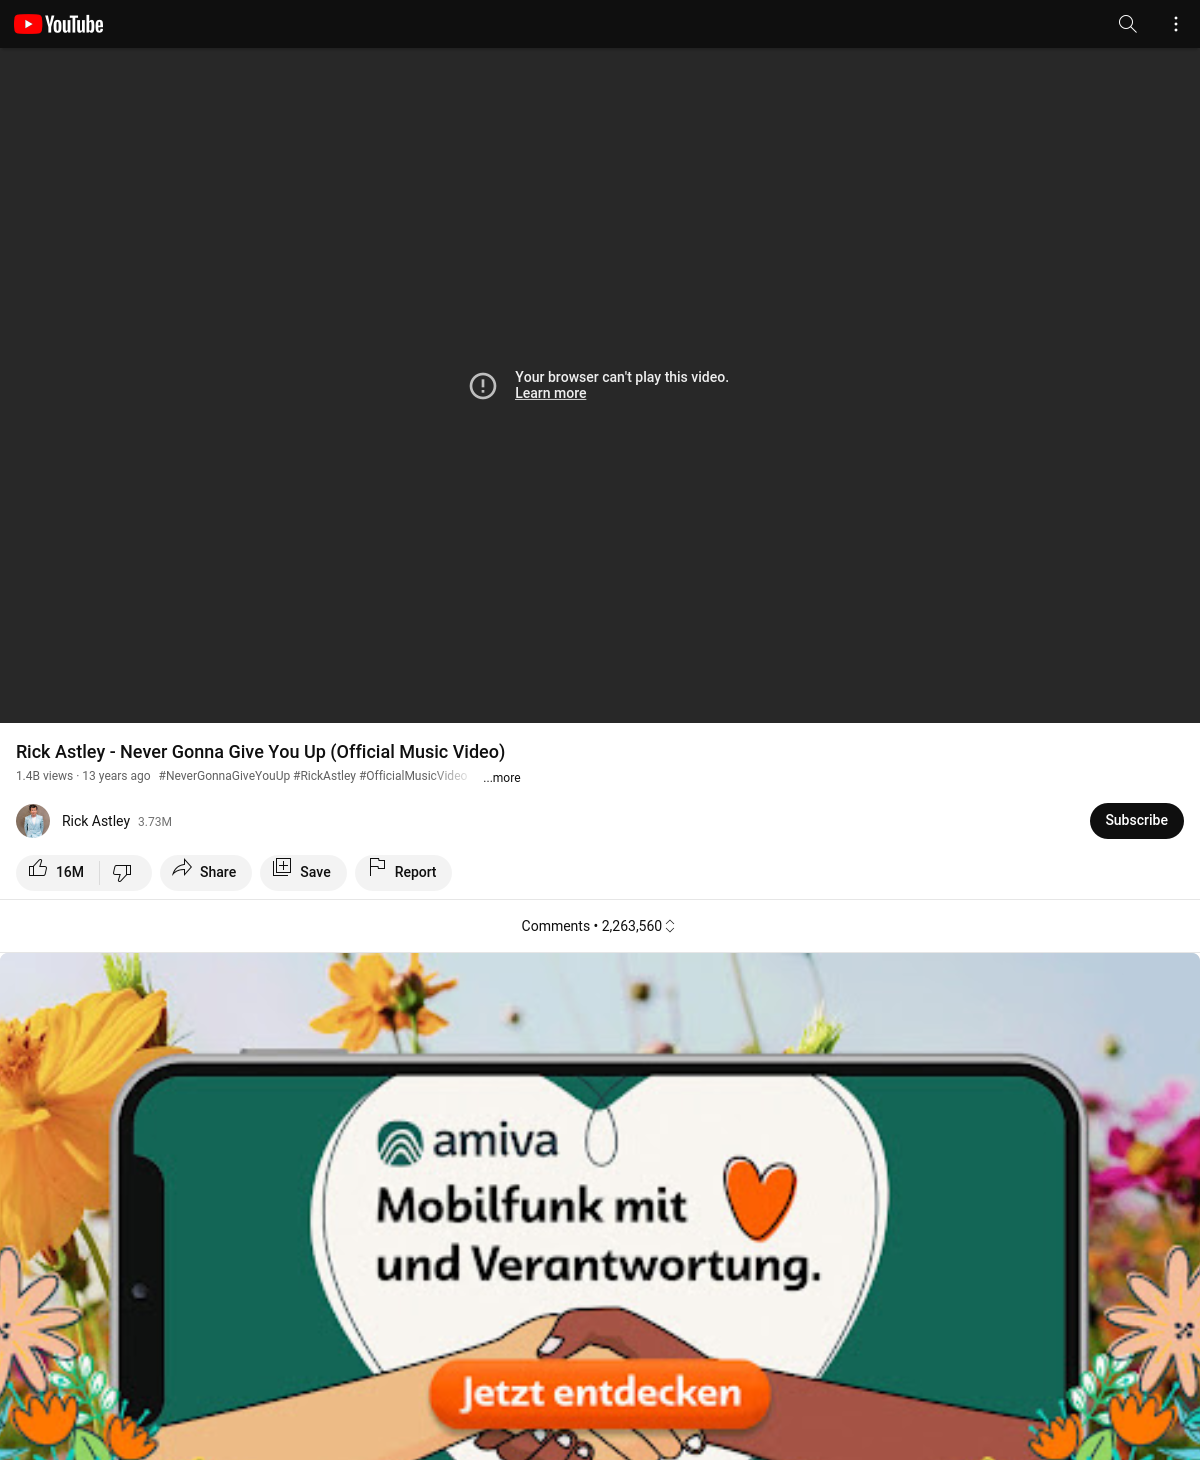 YouTube
Your browser can't play this video.
Learn more
Rick Astley - Never Gonna Give You Up (Official Music Video)
1.4B views · 13 years ago #NeverGonnaGiveYouUp #RickAstley #OfficialMusicVideo ...more
Rick Astley 3.73M
Subscribe
16M Share Save Report
Comments • 2,263,560
amiva
Mobilfunk mit
und Verantwortung.
Jetzt entdecken